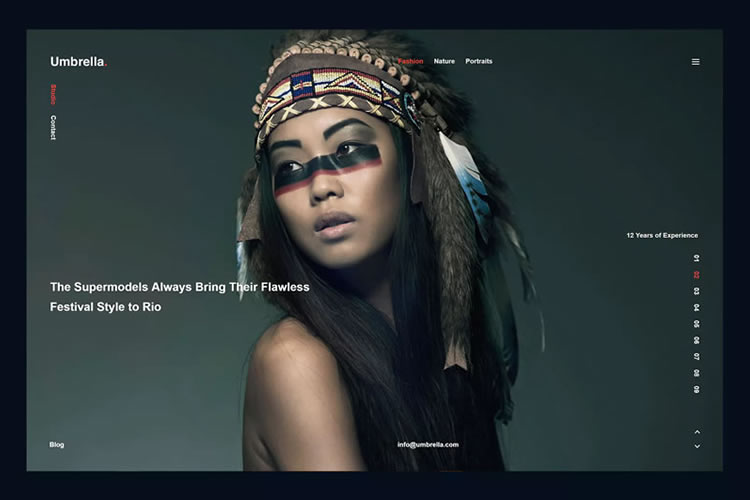 Umbrella.
Fashion Nature Portraits
Studio
Contact
12 Years of Experience
01
02
03
04
05
06
07
08
09
The Supermodels Always Bring Their Flawless
Festival Style to Rio
Blog
info@umbrella.com